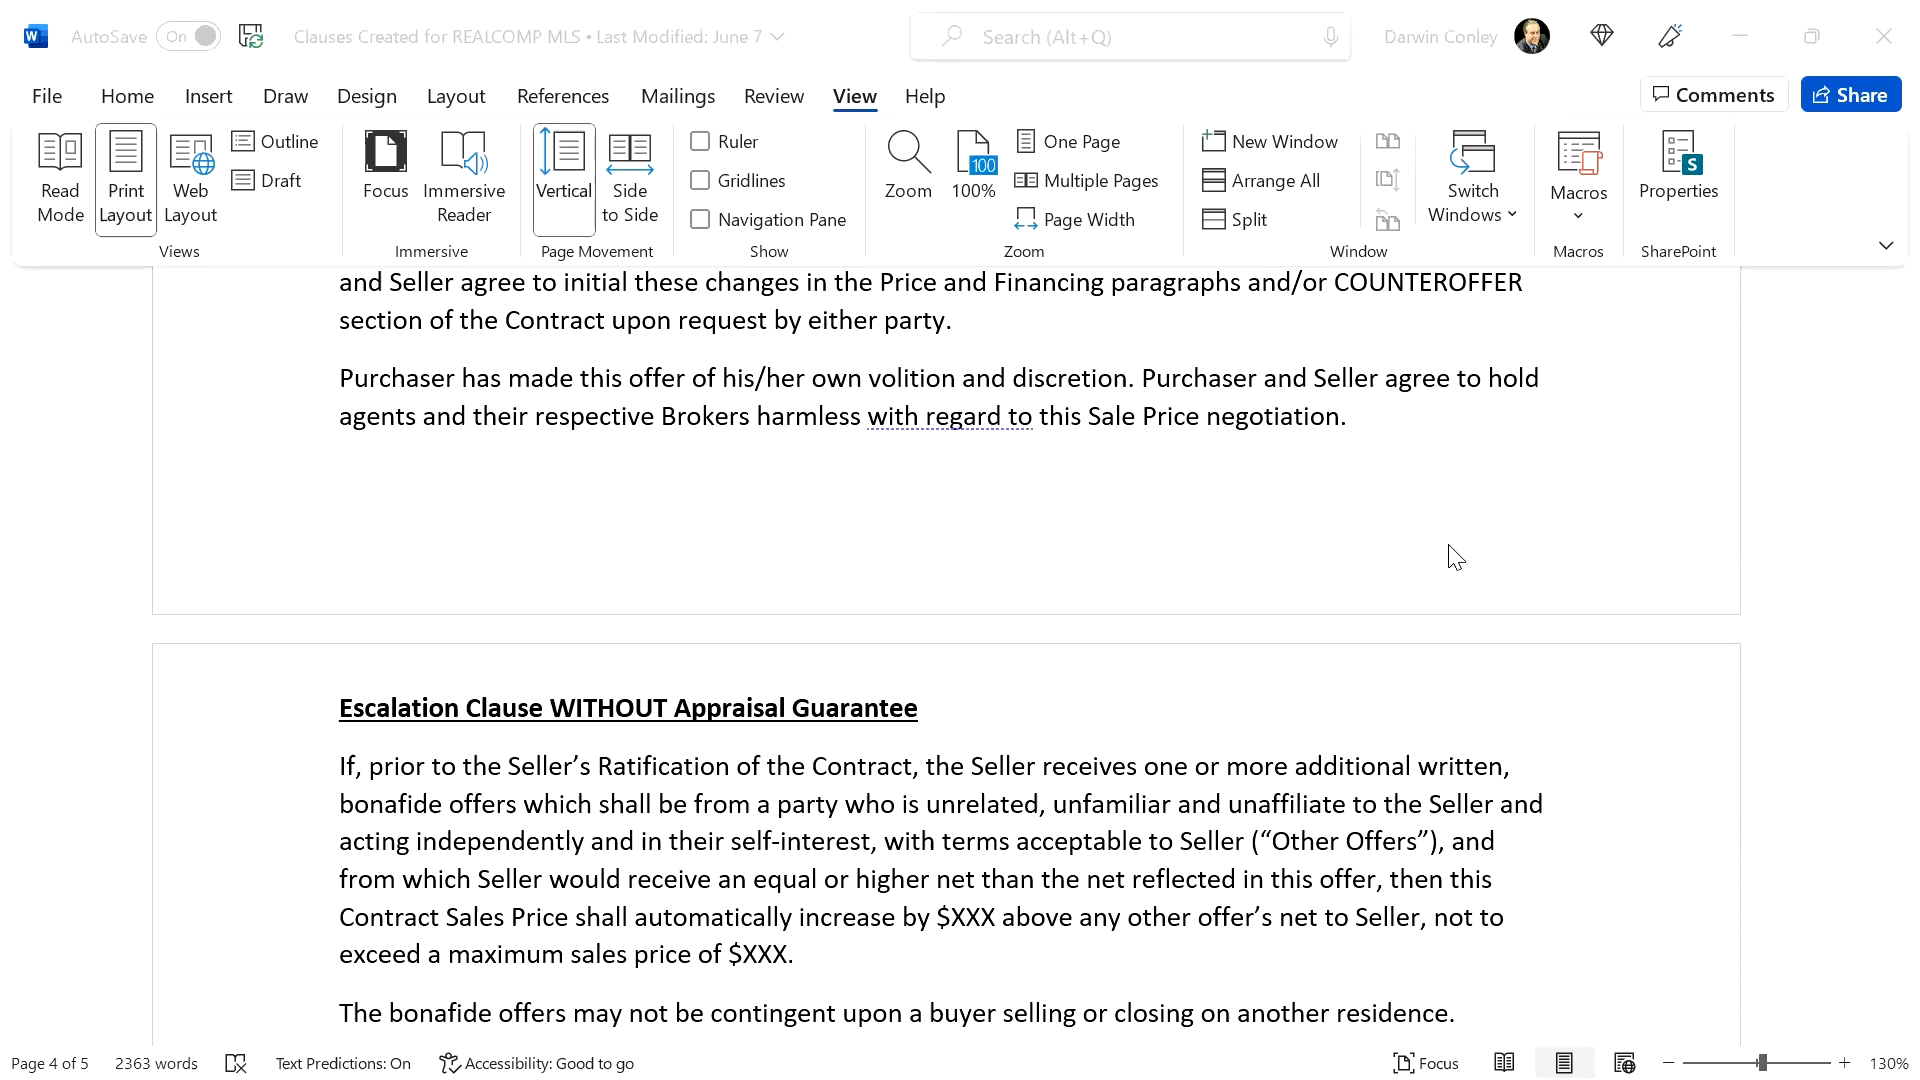 AutoSave On Clauses Created for REALCOMP MLS • Last Modified: June 7 Search (Alt+Q) Darwin Conley
File Home Insert Draw Design Layout References Mailings Review View Help Comments Share
Read Mode Print Layout Web Layout Outline Draft
Views
Focus Immersive Reader
Immersive
Vertical Side to Side
Page Movement
Ruler
Gridlines
Navigation Pane
Show
Zoom 100% One Page
Multiple Pages
Page Width
Zoom
New Window
Arrange All
Split
Switch Windows
Window
Macros
Macros
Properties
SharePoint
and Seller agree to initial these changes in the Price and Financing paragraphs and/or COUNTEROFFER
section of the Contract upon request by either party.
Purchaser has made this offer of his/her own volition and discretion. Purchaser and Seller agree to hold
agents and their respective Brokers harmless with regard to this Sale Price negotiation.
Escalation Clause WITHOUT Appraisal Guarantee
If, prior to the Seller’s Ratification of the Contract, the Seller receives one or more additional written,
bonafide offers which shall be from a party who is unrelated, unfamiliar and unaffiliate to the Seller and
acting independently and in their self-interest, with terms acceptable to Seller (“Other Offers”), and
from which Seller would receive an equal or higher net than the net reflected in this offer, then this
Contract Sales Price shall automatically increase by $XXX above any other offer’s net to Seller, not to
exceed a maximum sales price of $XXX.
The bonafide offers may not be contingent upon a buyer selling or closing on another residence.
Page 4 of 5 2363 words Text Predictions: On Accessibility: Good to go Focus 130%